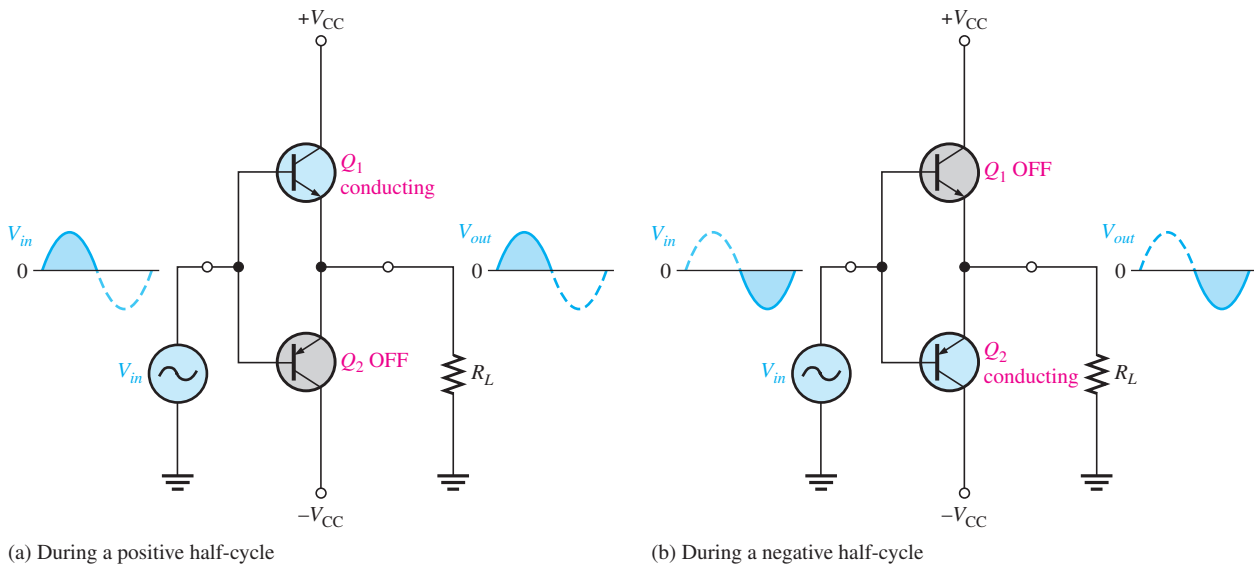 +VCC
Q1
conducting
Vin
0
Vout
0
Q2 OFF
Vin
RL
−VCC
(a) During a positive half-cycle
+VCC
Q1 OFF
Vin
0
Vout
0
Q2
conducting
Vin
RL
−VCC
(b) During a negative half-cycle